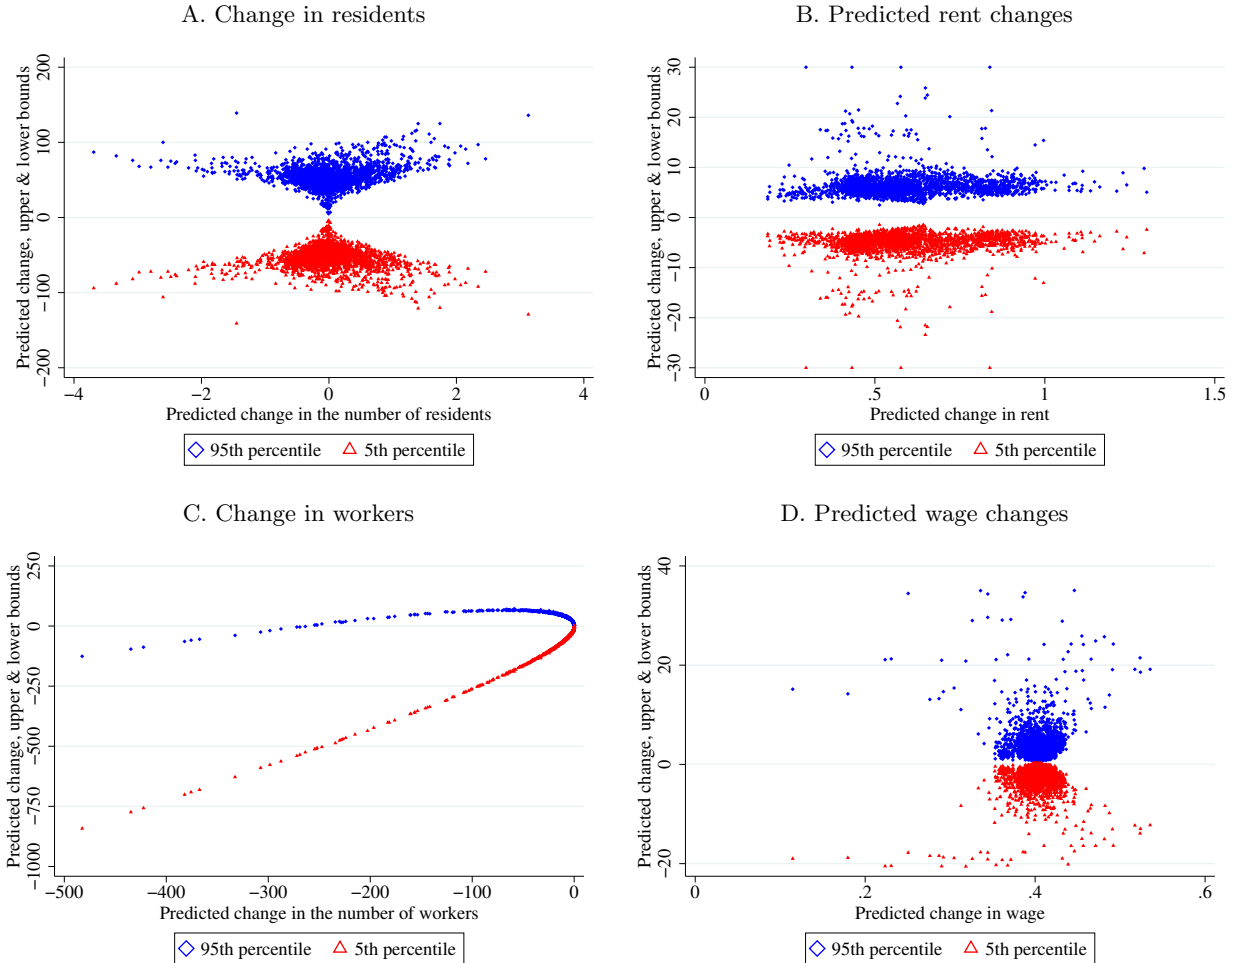 A. Change in residents
Predicted change, upper & lower bounds
200
100
0
−100
−200
−4
−2
0
2
4
Predicted change in the number of residents
95th percentile
5th percentile
B. Predicted rent changes
Predicted change, upper & lower bounds
30
20
10
0
−10
−20
−30
0
.5
1
1.5
Predicted change in rent
95th percentile
5th percentile
C. Change in workers
Predicted change, upper & lower bounds
250
0
−250
−500
−750
−1000
−500
−400
−300
−200
−100
0
Predicted change in the number of workers
95th percentile
5th percentile
D. Predicted wage changes
Predicted change, upper & lower bounds
40
20
0
−20
0
.2
.4
.6
Predicted change in wage
95th percentile
5th percentile